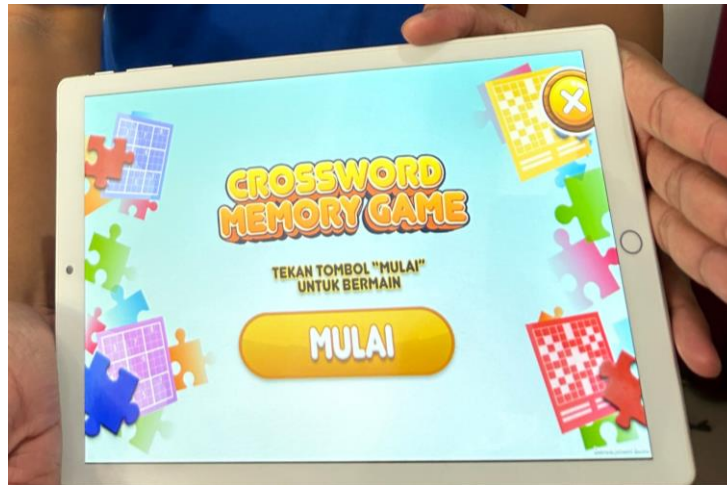 CROSSWORD
MEMORY GAME
TEKAN TOMBOL "MULAI"
UNTUK BERMAIN
MULAI